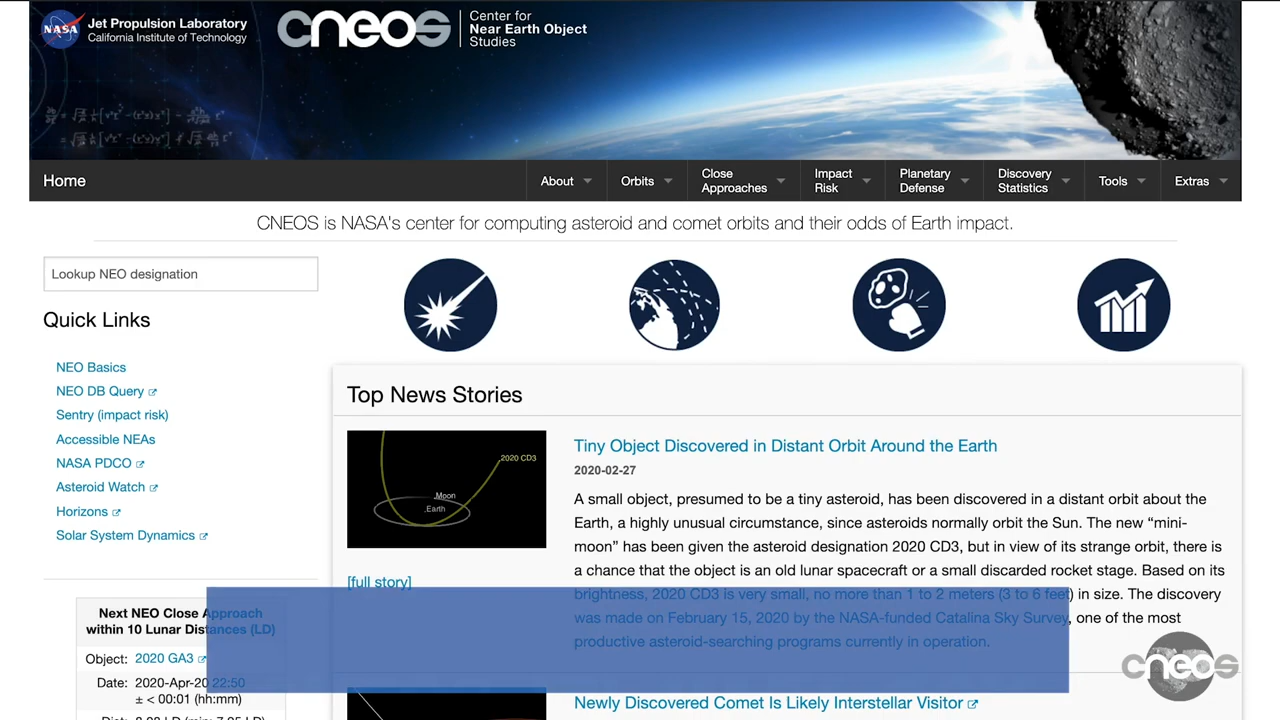 NASA
Jet Propulsion Laboratory
California Institute of Technology
cneos
Center for
Near Earth Object
Studies
Home
About
Orbits
Close
Approaches
Impact
Risk
Planetary
Defense
Discovery
Statistics
Tools
Extras
CNEOS is NASA's center for computing asteroid and comet orbits and their odds of Earth impact.
Lookup NEO designation
Quick Links
NEO Basics
NEO DB Query
Sentry (impact risk)
Accessible NEAs
NASA PDCO
Asteroid Watch
Horizons
Solar System Dynamics
Next NEO Close Approach
within 10 Lunar Distances (LD)
Object: 2020 GA3
Date: 2020-Apr-20 22:50
± < 00:01 (hh:mm)
Top News Stories
2020 CD3
Moon
Earth
[full story]
Tiny Object Discovered in Distant Orbit Around the Earth
2020-02-27
A small object, presumed to be a tiny asteroid, has been discovered in a distant orbit about the
Earth, a highly unusual circumstance, since asteroids normally orbit the Sun. The new “mini-
moon” has been given the asteroid designation 2020 CD3, but in view of its strange orbit, there is
a chance that the object is an old lunar spacecraft or a small discarded rocket stage. Based on its
brightness, 2020 CD3 is very small, no more than 1 to 2 meters (3 to 6 feet) in size. The discovery
was made on February 15, 2020 by the NASA-funded Catalina Sky Survey, one of the most
productive asteroid-searching programs currently in operation.
Newly Discovered Comet Is Likely Interstellar Visitor
cneos